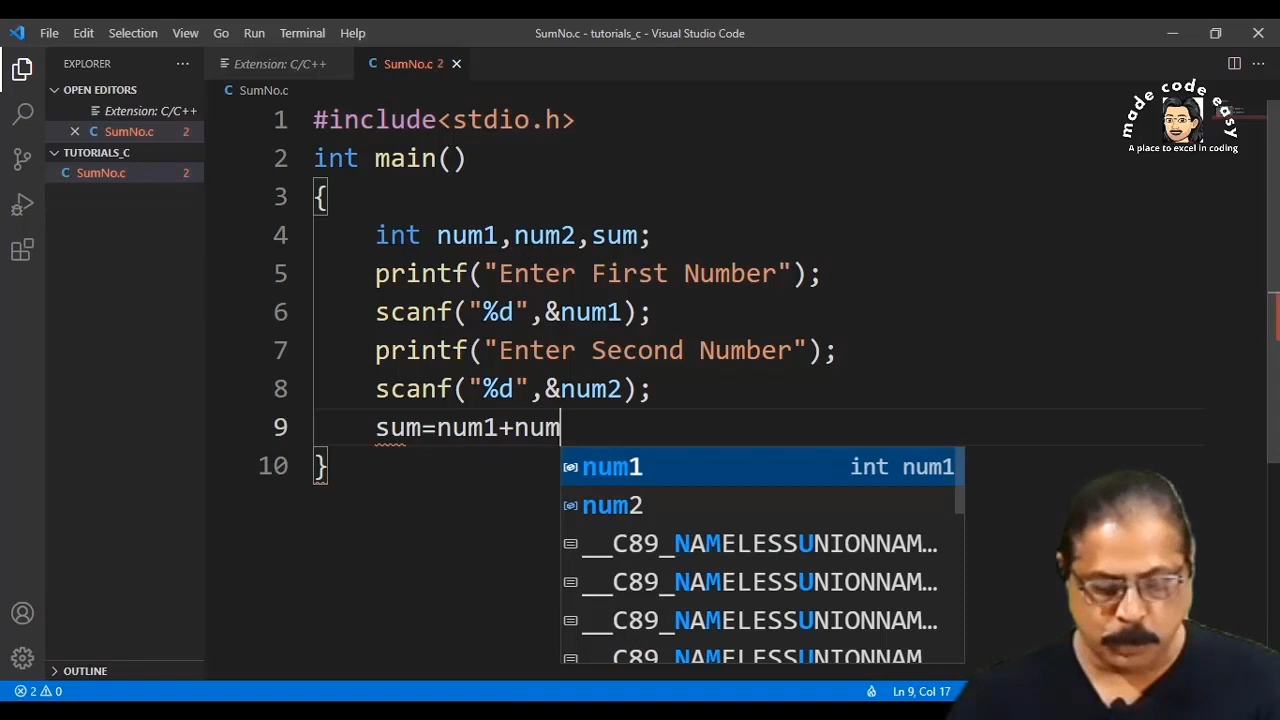 File Edit Selection View Go Run Terminal Help SumNo.c - tutorials_c - Visual Studio Code
EXPLORER
Extension: C/C++
SumNo.c 2
OPEN EDITORS
Extension: C/C++
SumNo.c 2
TUTORIALS_C
SumNo.c 2
OUTLINE
SumNo.c
1 #include<stdio.h>
2 int main()
3 {
4 int num1,num2,sum;
5 printf("Enter First Number");
6 scanf("%d",&num1);
7 printf("Enter Second Number");
8 scanf("%d",&num2);
9 sum=num1+num
10 }
num1 int num1
num2
__C89_NAMELESSUNIONNAM…
__C89_NAMELESSUNIONNAM…
__C89_NAMELESSUNIONNAM…
__C89_NAMELESSUNIONNAM
made code easy
A place to excel in coding
2 0 Ln 9, Col 17